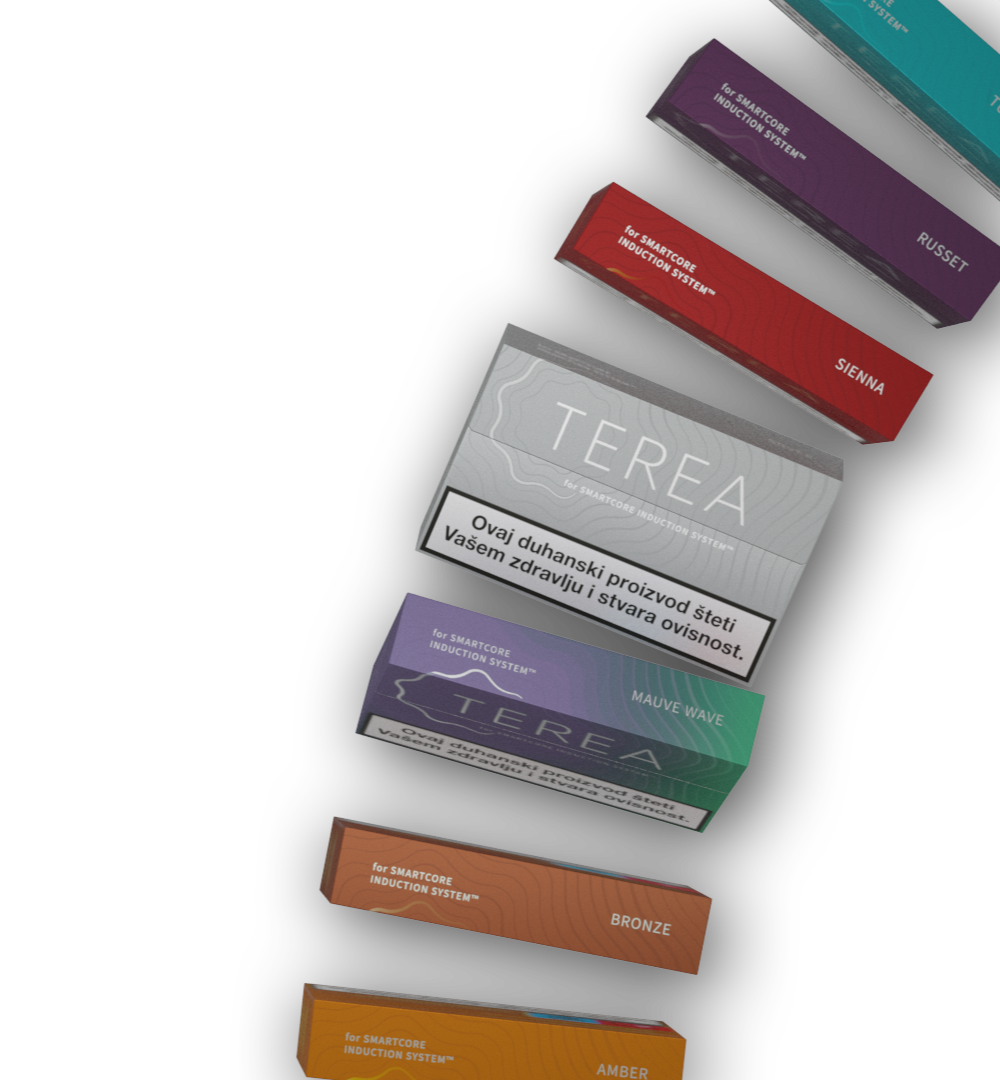 SYSTEM™
for SMARTCORE
INDUCTION SYSTEM™
RUSSET
for SMARTCORE
INDUCTION SYSTEM™
SIENNA
TEREA
for SMARTCORE INDUCTION SYSTEM™
Ovaj duhanski proizvod šteti
Vašem zdravlju i stvara ovisnost.
for SMARTCORE
INDUCTION SYSTEM™
MAUVE WAVE
TEREA
Ovaj duhanski proizvod šteti
Vašem zdravlju i stvara ovisnost.
for SMARTCORE
INDUCTION SYSTEM™
BRONZE
for SMARTCORE
INDUCTION SYSTEM™
AMBER